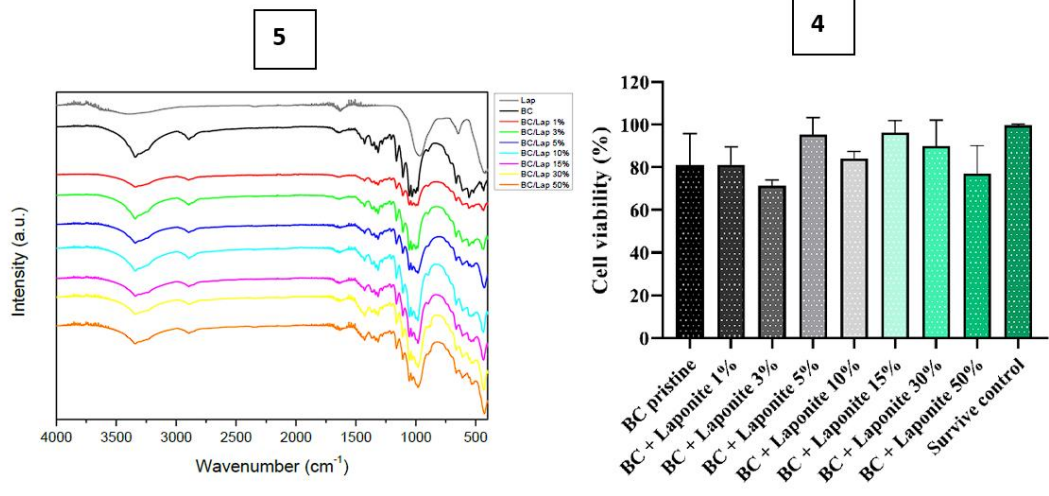 5
Lap
BC
BC/Lap 1%
BC/Lap 3%
BC/Lap 5%
BC/Lap 10%
BC/Lap 15%
BC/Lap 30%
BC/Lap 50%
Intensity (a.u.)
4000 3500 3000 2500 2000 1500 1000 500
Wavenumber (cm⁻¹)
4
Cell viability (%)
120
100
80
60
40
20
0
BC pristine
BC + Laponite 1%
BC + Laponite 3%
BC + Laponite 5%
BC + Laponite 10%
BC + Laponite 15%
BC + Laponite 30%
BC + Laponite 50%
Survive control